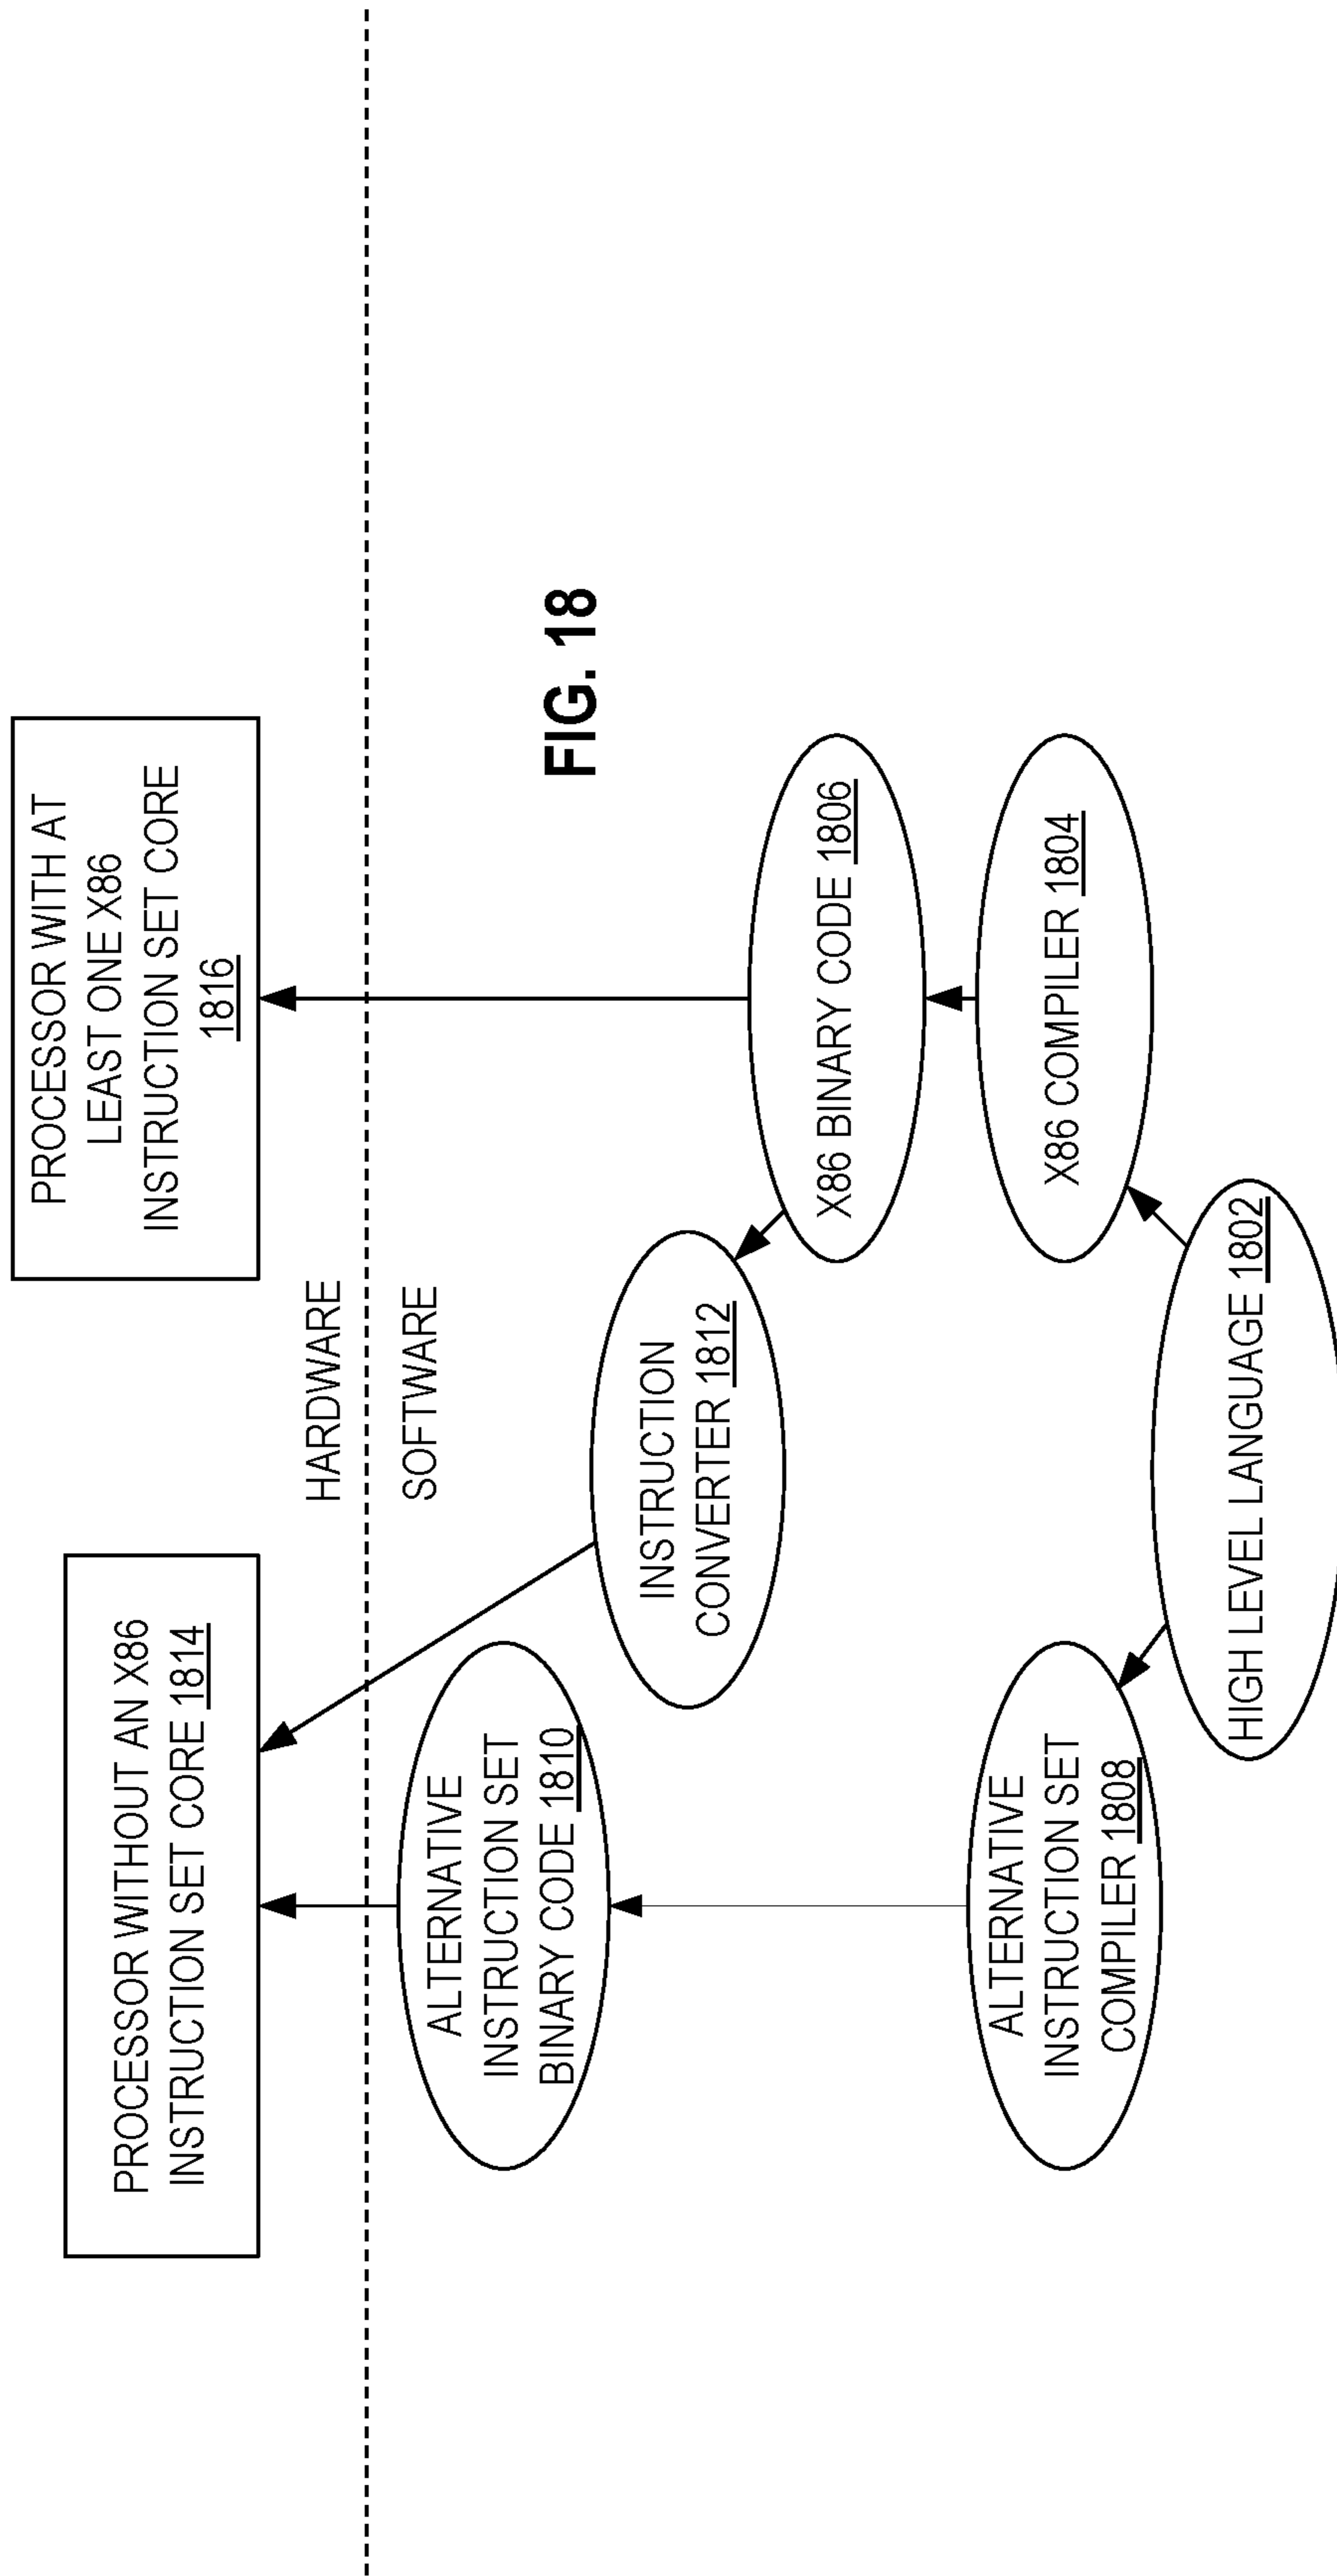 PROCESSOR WITHOUT AN X86
INSTRUCTION SET CORE 1814
PROCESSOR WITH AT
LEAST ONE X86
INSTRUCTION SET CORE
1816
HARDWARE
SOFTWARE
ALTERNATIVE
INSTRUCTION SET
BINARY CODE 1810
FIG. 18
INSTRUCTION
CONVERTER 1812
X86 BINARY CODE 1806
ALTERNATIVE
INSTRUCTION SET
COMPILER 1808
X86 COMPILER 1804
HIGH LEVEL LANGUAGE 1802